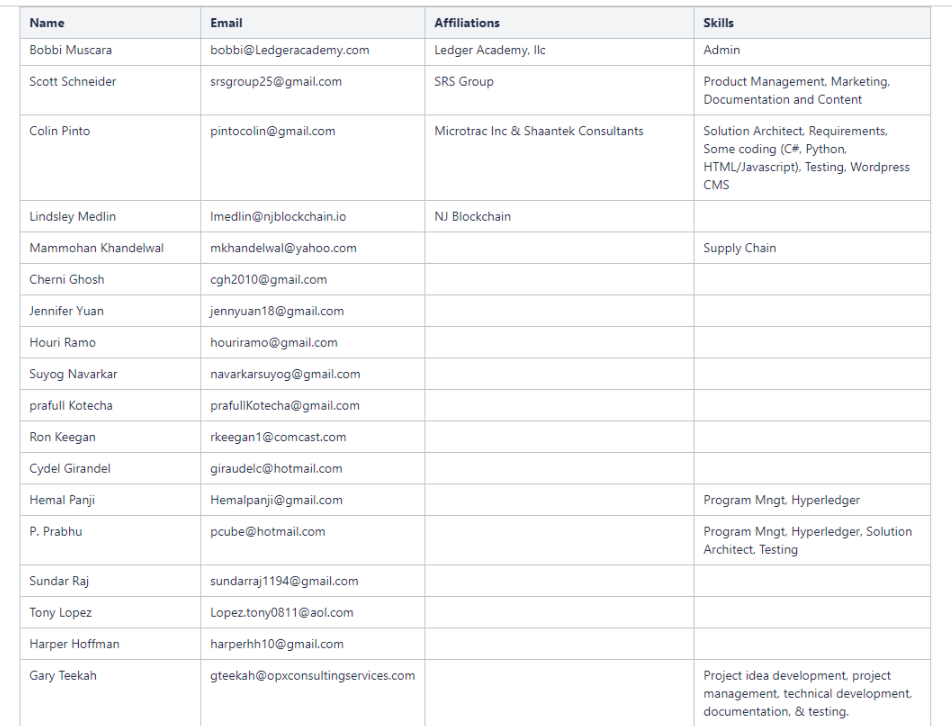 Name Email Affiliations Skills
Bobbi Muscara bobbi@Ledgeracademy.com Ledger Academy, llc Admin
Scott Schneider srsgroup25@gmail.com SRS Group Product Management, Marketing,
Documentation and Content
Colin Pinto pintocolin@gmail.com Microtrac Inc & Shaantek Consultants Solution Architect, Requirements,
Some coding (C#, Python,
HTML/Javascript), Testing, Wordpress
CMS
Lindsley Medlin lmedlin@njblockchain.io NJ Blockchain
Mammohan Khandelwal mkhandelwal@yahoo.com Supply Chain
Cherni Ghosh cgh2010@gmail.com
Jennifer Yuan jennyuan18@gmail.com
Houri Ramo houriramo@gmail.com
Suyog Navarkar navarkarsuyog@gmail.com
prafull Kotecha prafullKotecha@gmail.com
Ron Keegan rkeegan1@comcast.com
Cydel Girandel giraudelc@hotmail.com
Hemal Panji Hemalpanji@gmail.com Program Mngt, Hyperledger
P. Prabhu pcube@hotmail.com Program Mngt, Hyperledger, Solution
Architect, Testing
Sundar Raj sundarraj1194@gmail.com
Tony Lopez Lopez.tony0811@aol.com
Harper Hoffman harperhh10@gmail.com
Gary Teekah gteekah@opxconsultingservices.com Project idea development, project
management, technical development,
documentation, & testing.